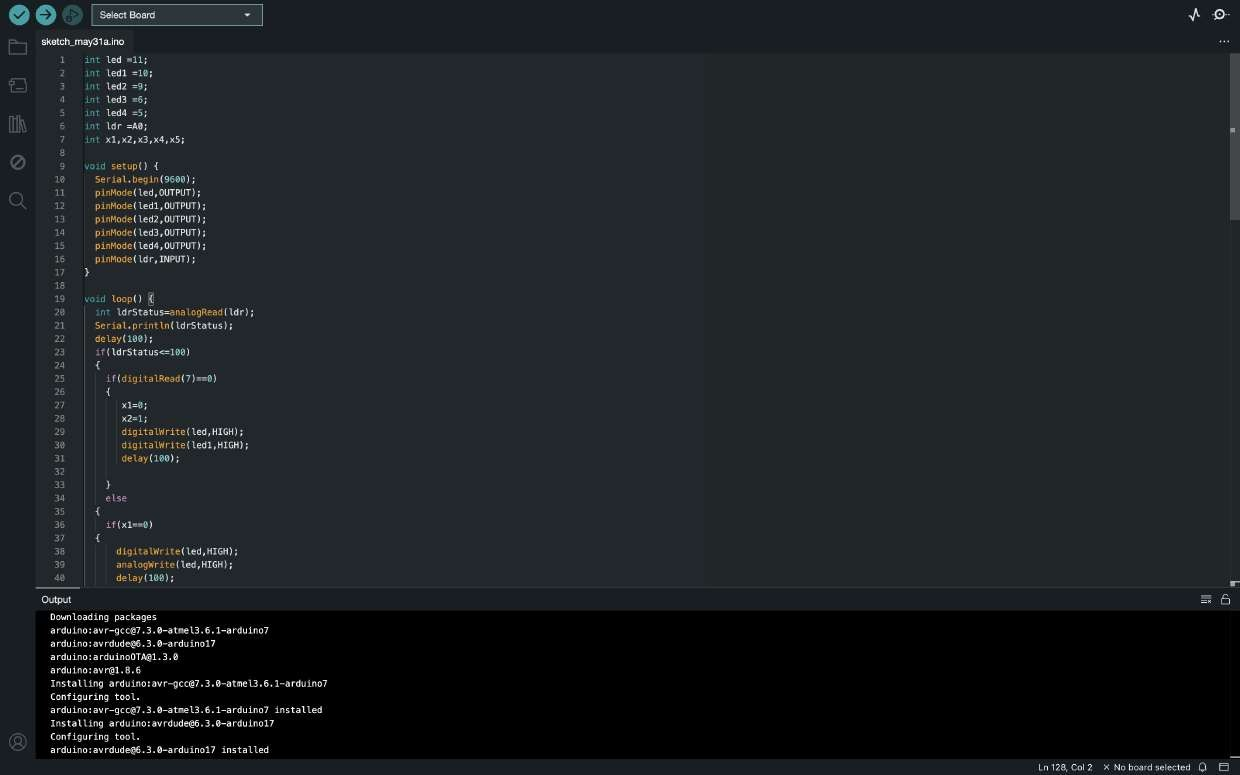 Select Board
sketch_may31a.ino
...
1 int led =11;
2 int led1 =10;
3 int led2 =9;
4 int led3 =6;
5 int led4 =5;
6 int ldr =A0;
7 int x1,x2,x3,x4,x5;
8
9 void setup() {
10 Serial.begin(9600);
11 pinMode(led,OUTPUT);
12 pinMode(led1,OUTPUT);
13 pinMode(led2,OUTPUT);
14 pinMode(led3,OUTPUT);
15 pinMode(led4,OUTPUT);
16 pinMode(ldr,INPUT);
17 }
18
19 void loop() {
20 int ldrStatus=analogRead(ldr);
21 Serial.println(ldrStatus);
22 delay(100);
23 if(ldrStatus<=100)
24 {
25 if(digitalRead(7)==0)
26 {
27 x1=0;
28 x2=1;
29 digitalWrite(led,HIGH);
30 digitalWrite(led1,HIGH);
31 delay(100);
32
33 }
34 else
35 {
36 if(x1==0)
37 {
38 digitalWrite(led,HIGH);
39 analogWrite(led,HIGH);
40 delay(100);
Output
Downloading packages
arduino:avr-gcc@7.3.0-atmel3.6.1-arduino7
arduino:avrdude@6.3.0-arduino17
arduino:arduinoOTA@1.3.0
arduino:avr@1.8.6
Installing arduino:avr-gcc@7.3.0-atmel3.6.1-arduino7
Configuring tool.
arduino:avr-gcc@7.3.0-atmel3.6.1-arduino7 installed
Installing arduino:avrdude@6.3.0-arduino17
Configuring tool.
arduino:avrdude@6.3.0-arduino17 installed
Ln 128, Col 2 × No board selected